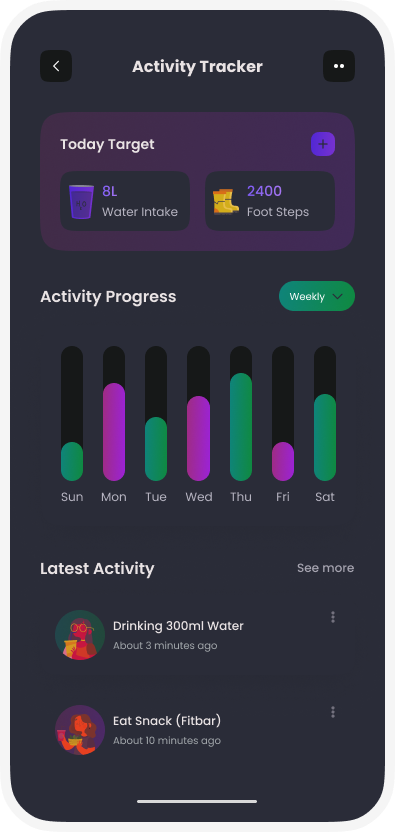 Activity Tracker
Today Target
8L
Water Intake
2400
Foot Steps
Activity Progress
Weekly
Sun Mon Tue Wed Thu Fri Sat
Latest Activity
See more
Drinking 300ml Water
About 3 minutes ago
Eat Snack (Fitbar)
About 10 minutes ago